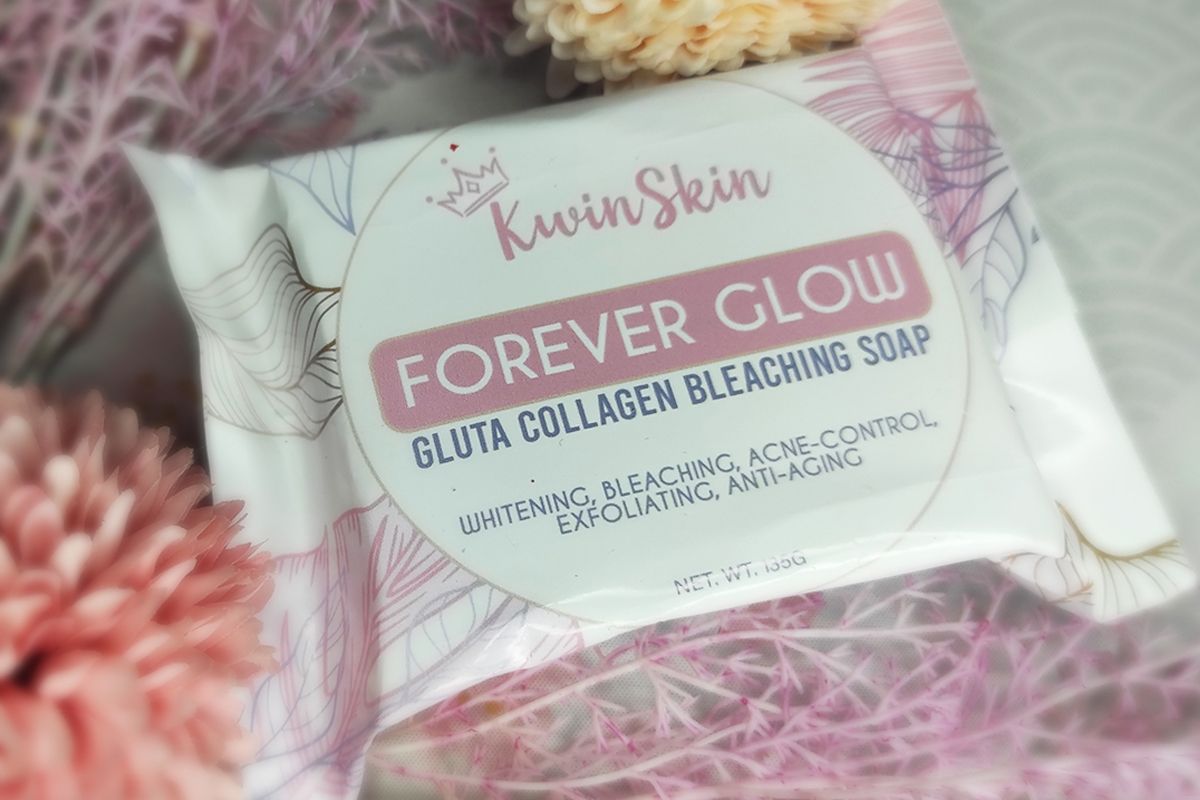 KwinSkin
FOREVER GLOW
GLUTA COLLAGEN BLEACHING SOAP
WHITENING, BLEACHING, ACNE-CONTROL,
EXFOLIATING, ANTI-AGING
NET. WT. 135G